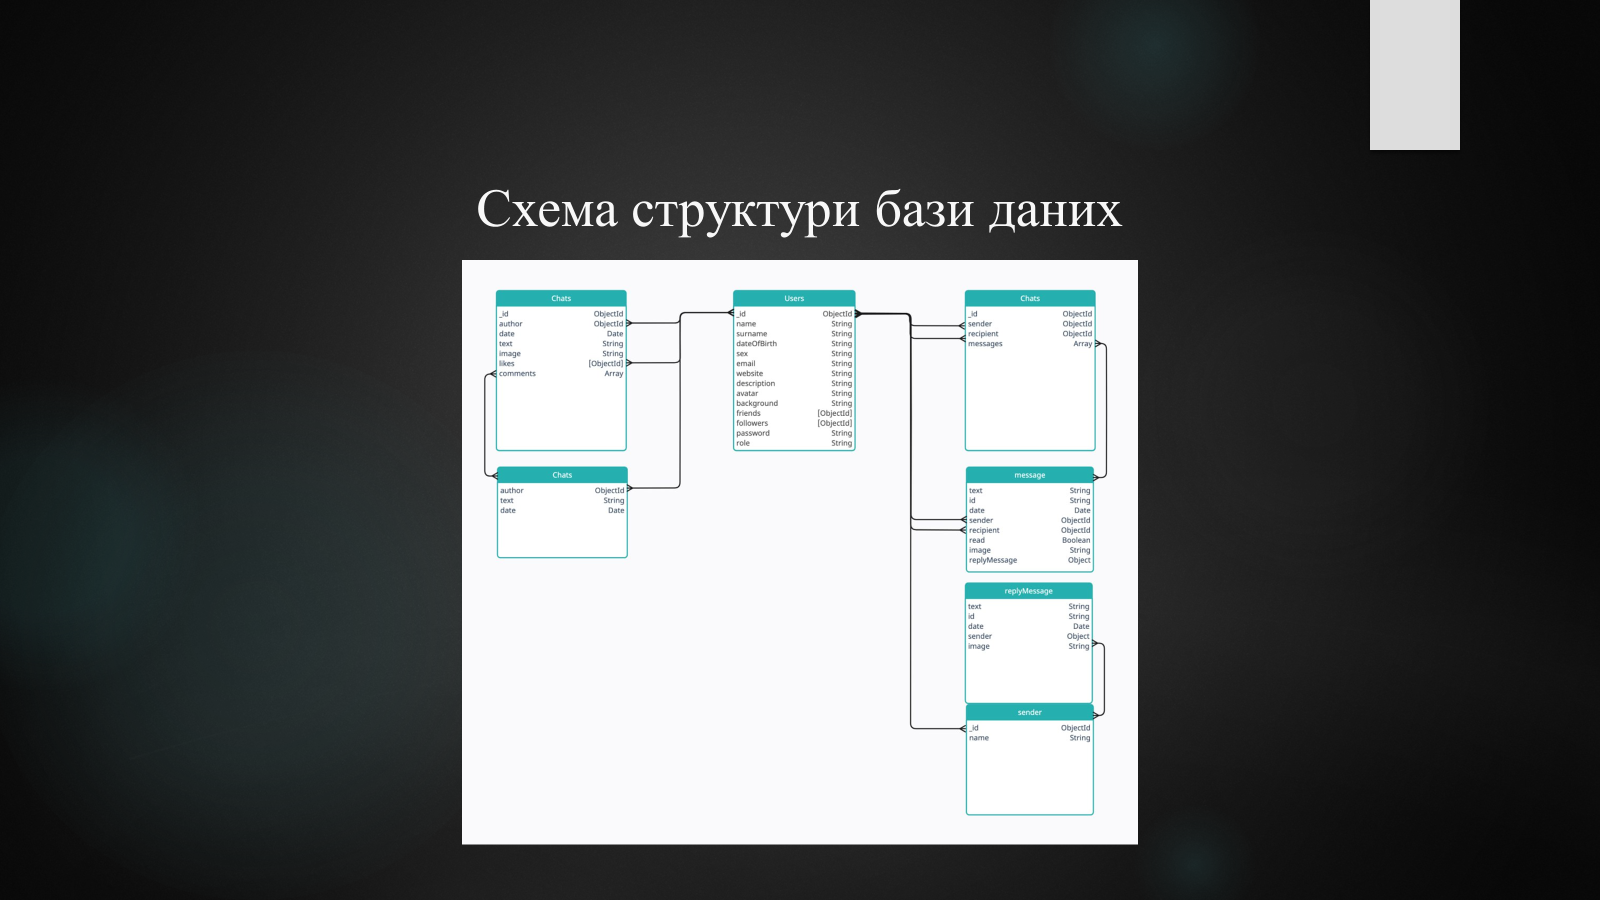 Схема структури бази даних
Chats
_id ObjectId
author ObjectId
date Date
text String
image String
likes [ObjectId]
comments Array
Chats
author ObjectId
text String
date Date
Users
_id ObjectId
name String
surname String
dateOfBirth String
sex String
email String
website String
description String
avatar String
background String
friends [ObjectId]
followers [ObjectId]
password String
role String
Chats
_id ObjectId
sender ObjectId
recipient ObjectId
messages Array
message
text String
id String
date Date
sender ObjectId
recipient ObjectId
read Boolean
image String
replyMessage Object
replyMessage
text String
id String
date Date
sender Object
image String
sender
_id ObjectId
name String